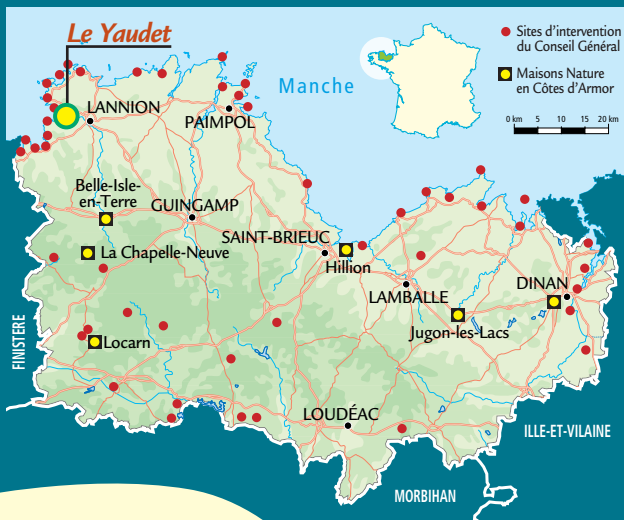 Le Yaudet
Sites d'intervention
du Conseil Général
Maisons Nature
en Côtes d'Armor
0 km 5 10 15 20 km
Manche
LANNION
PAIMPOL
Belle-Isle-
en-Terre
GUINGAMP
La Chapelle-Neuve
SAINT-BRIEUC
Hillion
LAMBALLE
DINAN
Jugon-les-Lacs
FINISTERE
Locarn
LOUDÉAC
ILLE-ET-VILAINE
MORBIHAN